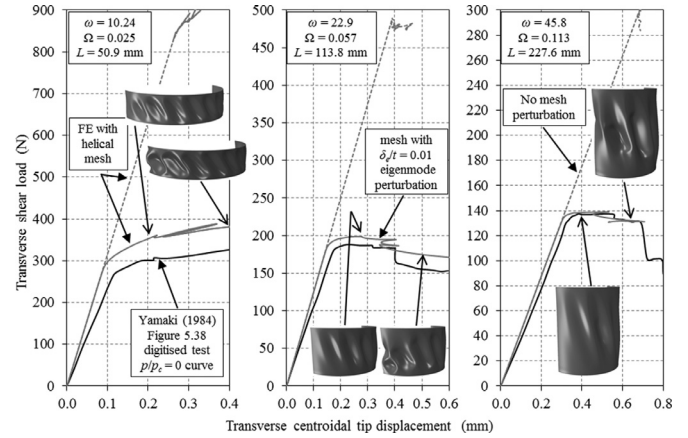 Transverse shear load (N)
900
800
700
600
500
400
300
200
100
0
ω = 10.24
Ω = 0.025
L = 50.9 mm
FE with
helical
mesh
Yamaki (1984)
Figure 5.38
digitised test
p/pc = 0 curve
0.0 0.1 0.2 0.3 0.4
500
450
400
350
300
250
200
150
100
50
0
ω = 22.9
Ω = 0.057
L = 113.8 mm
mesh with
δe/t = 0.01
eigenmode
perturbation
0.0 0.1 0.2 0.3 0.4 0.5 0.6
300
280
260
240
220
200
180
160
140
120
100
80
60
40
20
0
ω = 45.8
Ω = 0.113
L = 227.6 mm
No mesh
perturbation
0.0 0.2 0.4 0.6 0.8
Transverse centroidal tip displacement (mm)